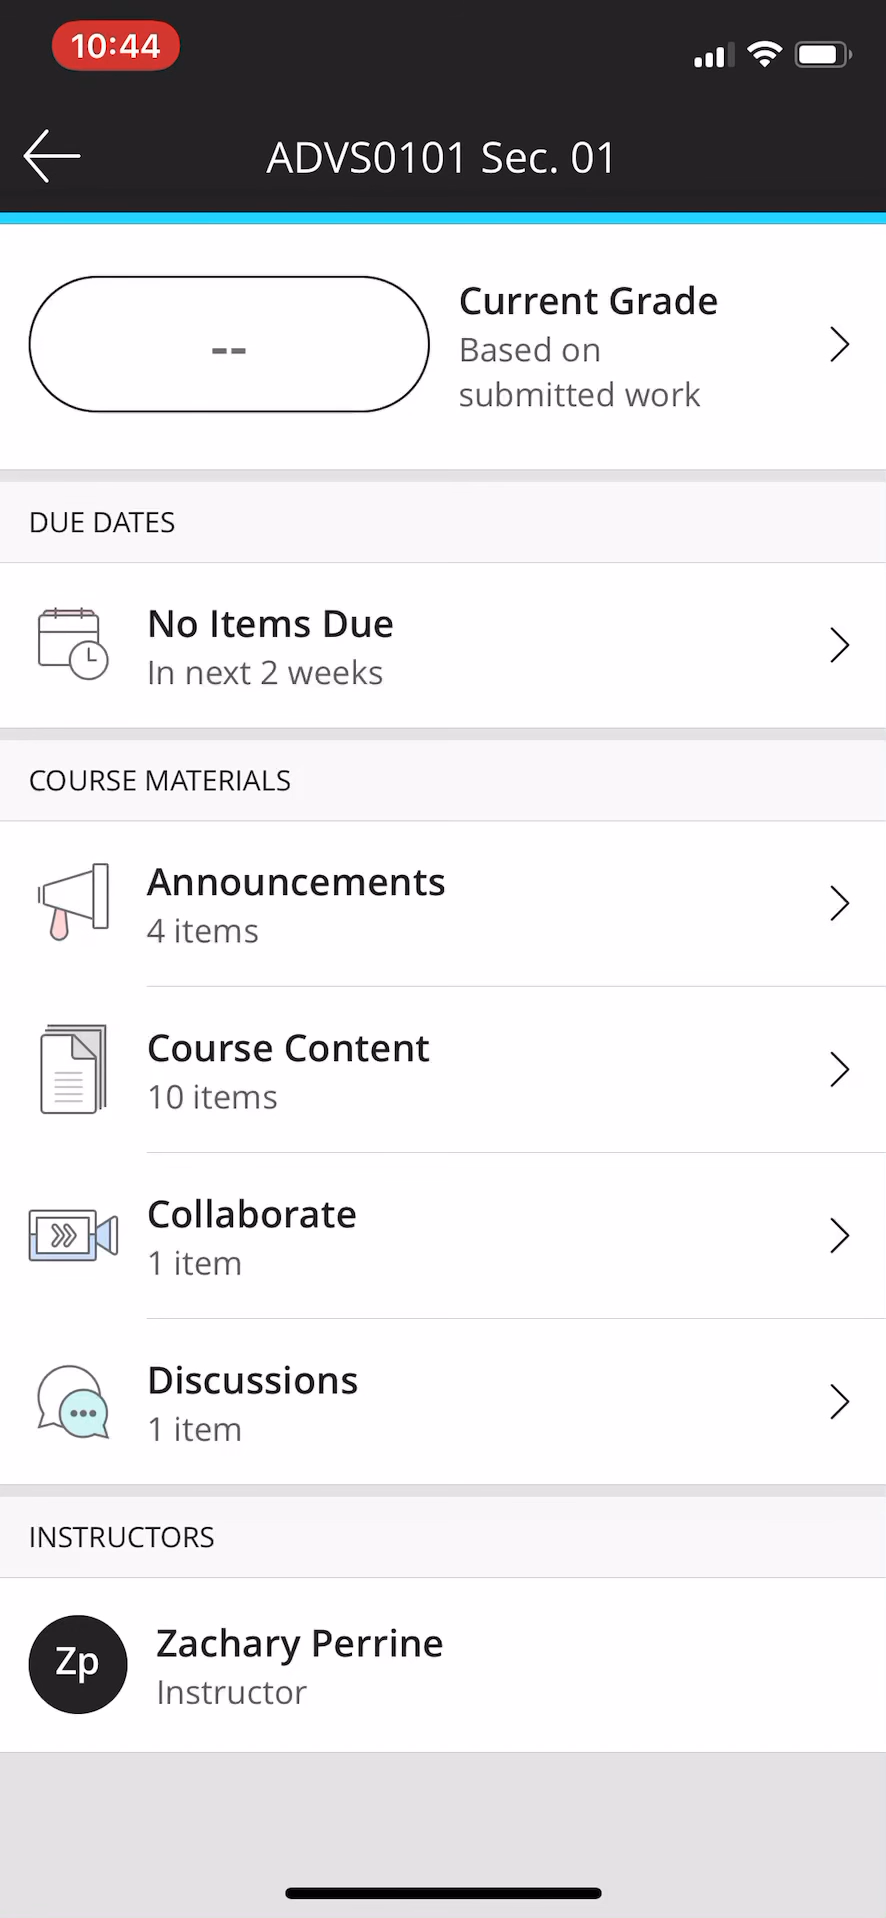 10:44
ADVS0101 Sec. 01
--
Current Grade
Based on
submitted work
DUE DATES
No Items Due
In next 2 weeks
COURSE MATERIALS
Announcements
4 items
Course Content
10 items
Collaborate
1 item
Discussions
1 item
INSTRUCTORS
Zp
Zachary Perrine
Instructor